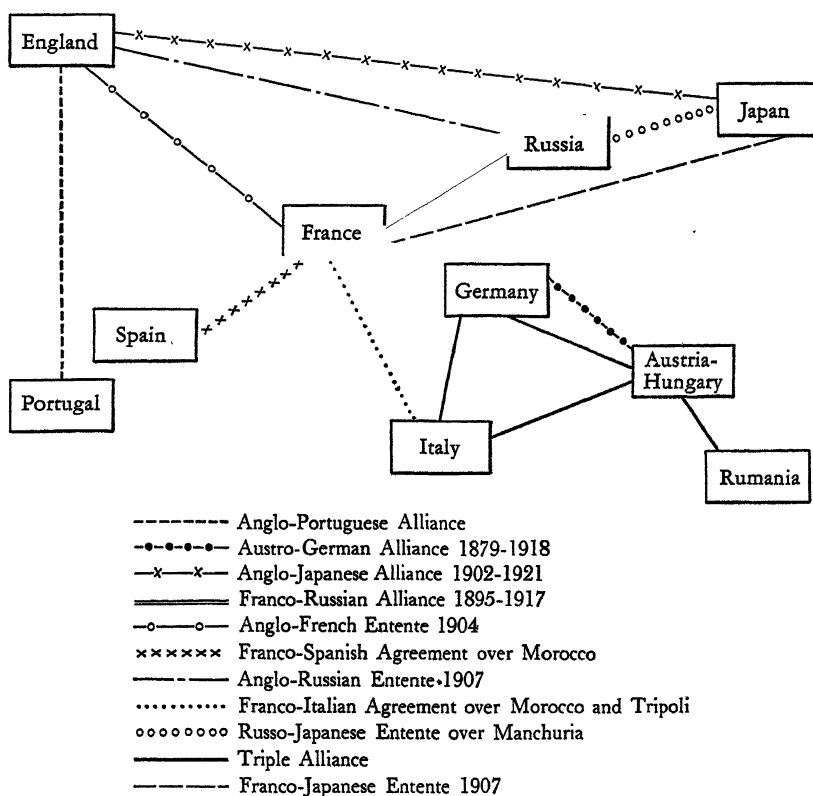 England
Japan
Russia
France
Germany
Spain
Austria-
Hungary
Portugal
Italy
Rumania
Anglo-Portuguese Alliance
Austro-German Alliance 1879-1918
Anglo-Japanese Alliance 1902-1921
Franco-Russian Alliance 1895-1917
Anglo-French Entente 1904
Franco-Spanish Agreement over Morocco
Anglo-Russian Entente 1907
Franco-Italian Agreement over Morocco and Tripoli
Russo-Japanese Entente over Manchuria
Triple Alliance
Franco-Japanese Entente 1907